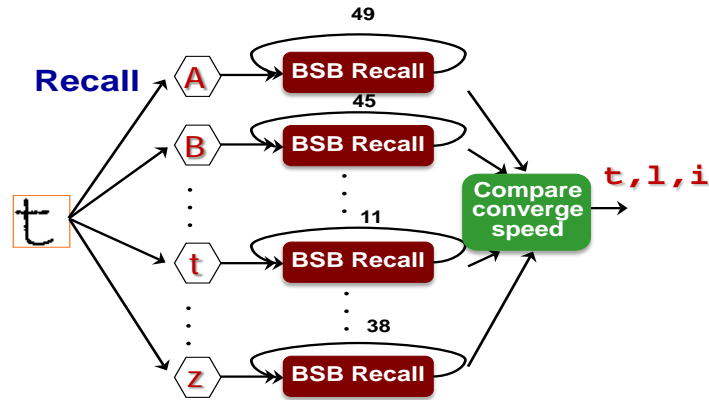 49
Recall
A
BSB Recall
45
B
BSB Recall
t
Compare
converge
speed
t,l,i
11
t
BSB Recall
38
z
BSB Recall